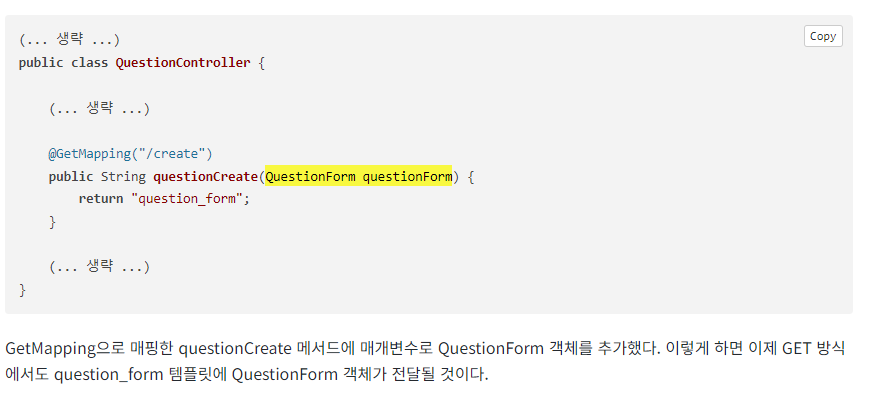 (... 생략 ...)
Copy
public class QuestionController {
(... 생략 ...)
@GetMapping("/create")
public String questionCreate(QuestionForm questionForm) {
return "question_form";
}
(... 생략 ...)
}
GetMapping으로 매핑한 questionCreate 메서드에 매개변수로 QuestionForm 객체를 추가했다. 이렇게 하면 이제 GET 방식
에서도 question_form 템플릿에 QuestionForm 객체가 전달될 것이다.